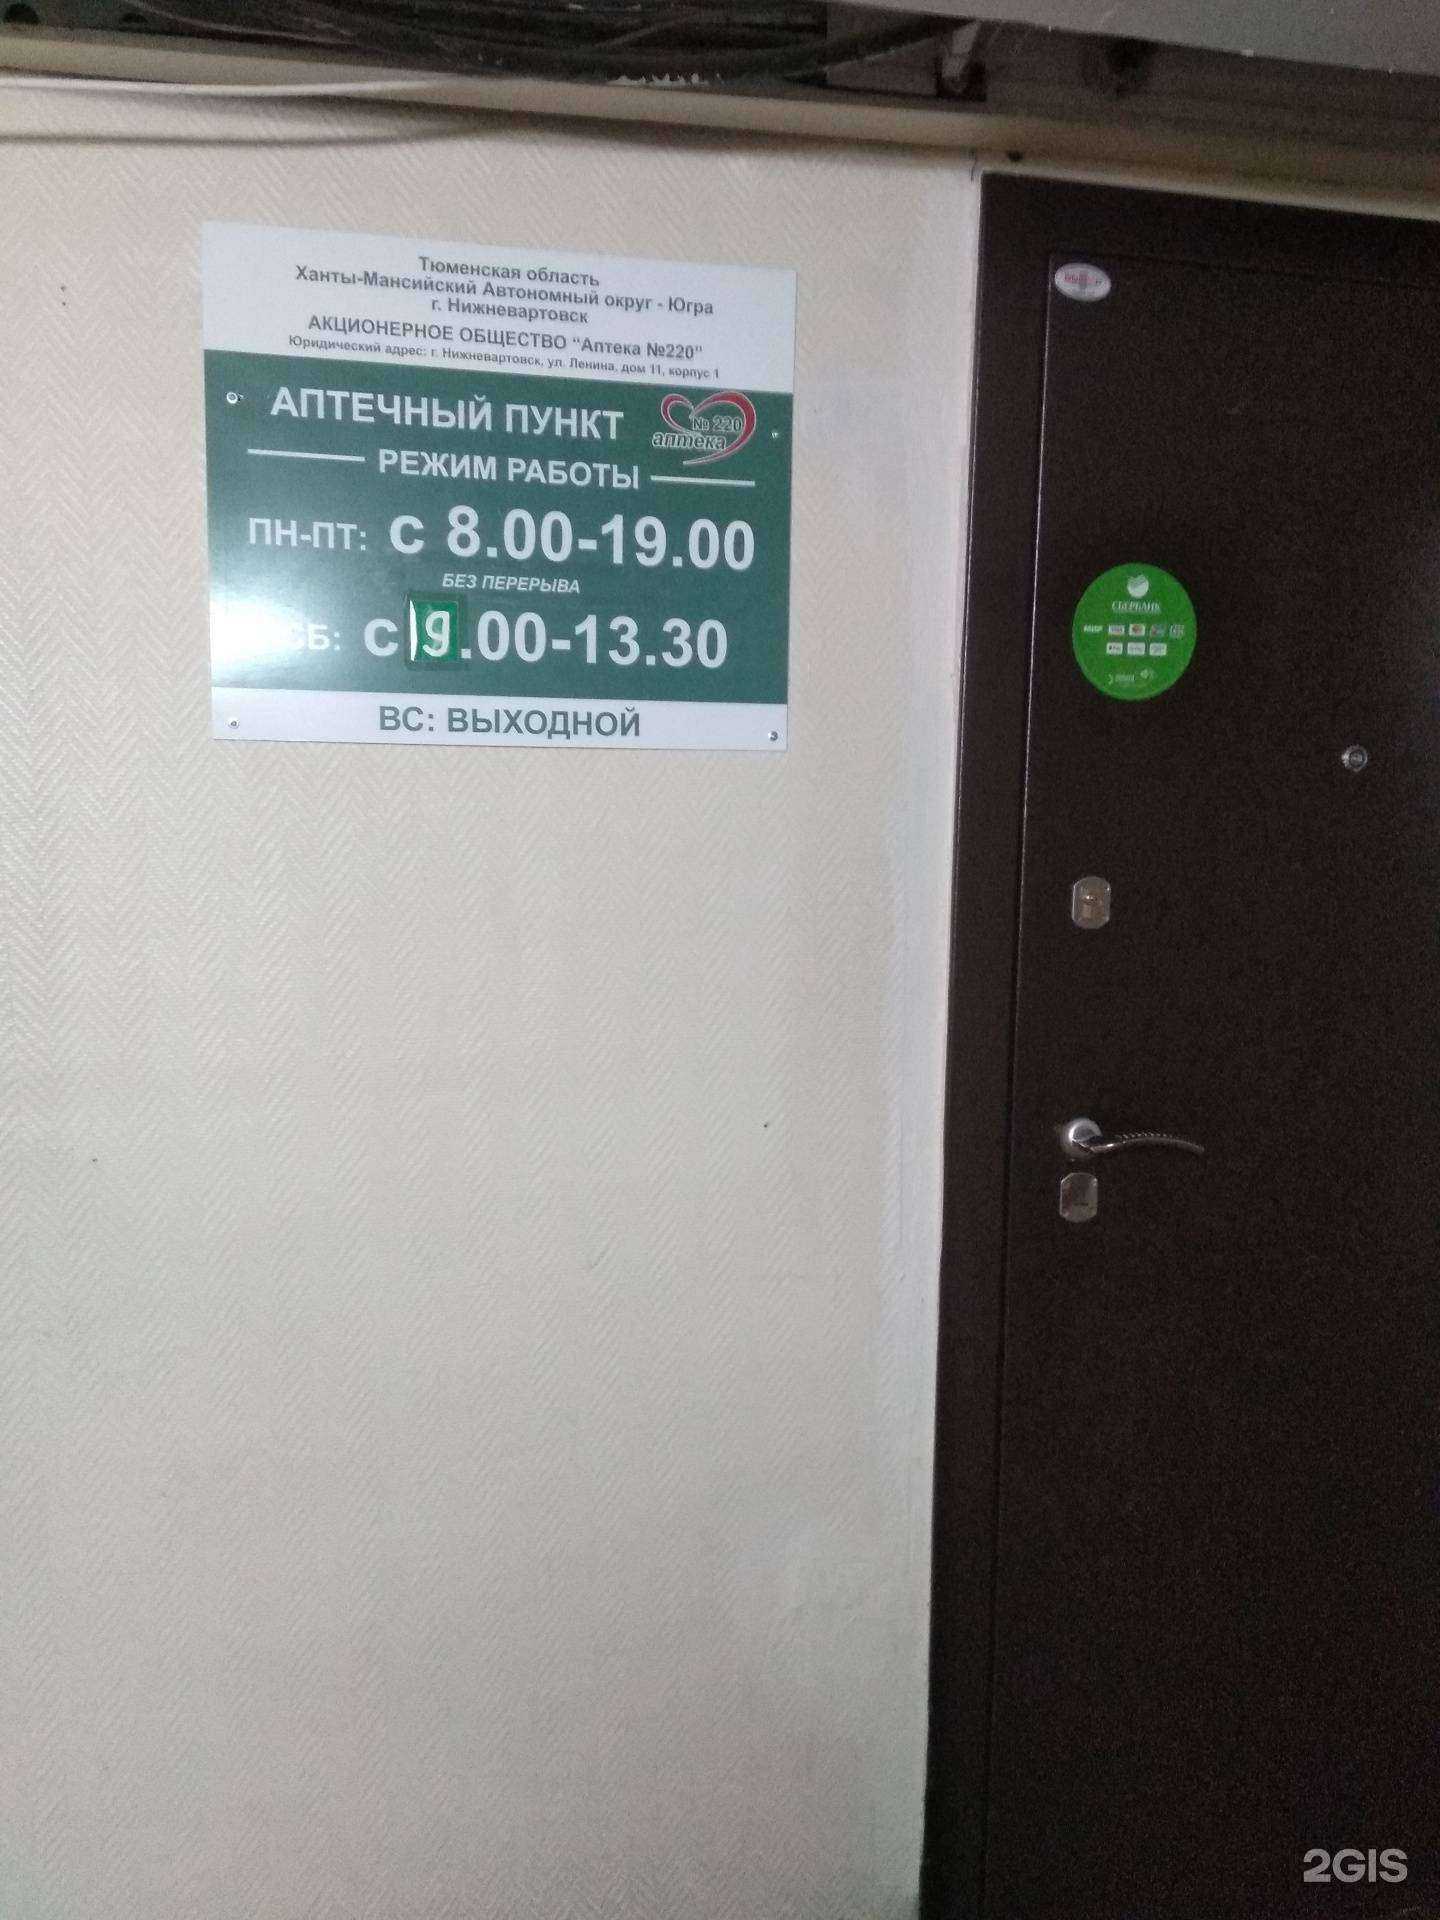 Тюменская область
Ханты-Мансийский Автономный округ - Югра
г. Нижневартовск
АКЦИОНЕРНОЕ ОБЩЕСТВО "Аптека №220"
Юридический адрес: г. Нижневартовск, ул. Ленина, дом 11, корпус 1
АПТЕЧНЫЙ ПУНКТ
№ 220
аптека
РЕЖИМ РАБОТЫ
ПН-ПТ: с 8.00-19.00
БЕЗ ПЕРЕРЫВА
СБ: с 9.00-13.30
ВС: ВЫХОДНОЙ
СБЕРБАНК
2GIS